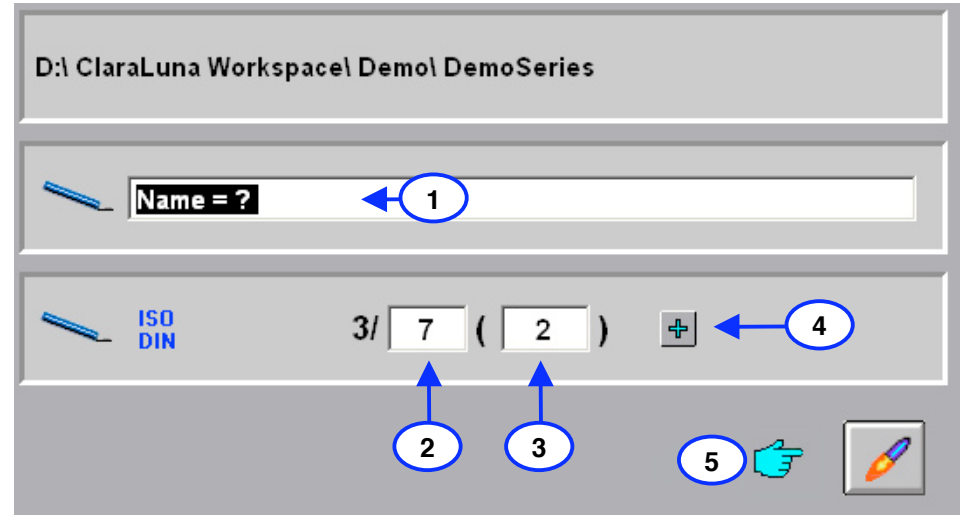 D:\ ClaraLuna Workspace\ Demo\ DemoSeries
Name = ? 1
ISO
DIN
3/ 7 ( 2 ) 4
2 3
5